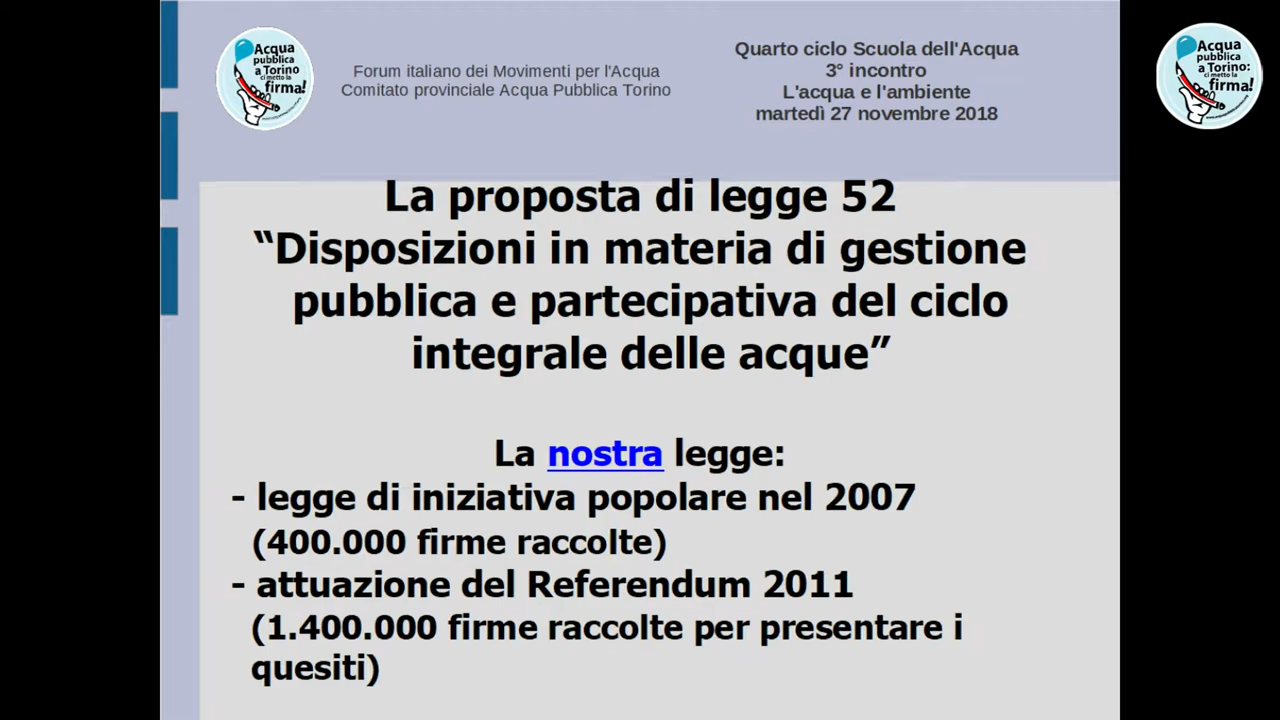 Acqua
pubblica
a Torino
ci metto la
firma!
Forum italiano dei Movimenti per l'Acqua
Comitato provinciale Acqua Pubblica Torino
Quarto ciclo Scuola dell'Acqua
3° incontro
L'acqua e l'ambiente
martedì 27 novembre 2018
Acqua
pubblica
a Torino:
ci metto la
firma!
La proposta di legge 52
“Disposizioni in materia di gestione
pubblica e partecipativa del ciclo
integrale delle acque”
La nostra legge:
- legge di iniziativa popolare nel 2007
(400.000 firme raccolte)
- attuazione del Referendum 2011
(1.400.000 firme raccolte per presentare i
quesiti)